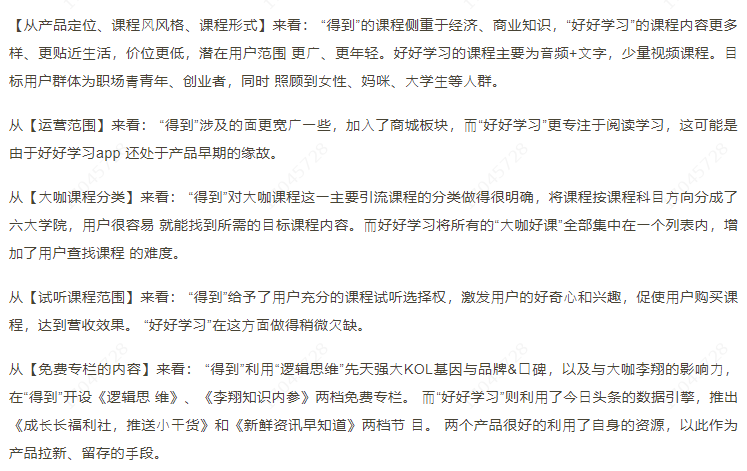 【从产品定位、课程风风格、课程形式】来看： “得到”的课程侧重于经济、商业知识，“好好学习”的课程内容更多
样、更贴近生活，价位更低，潜在用户范围 更广、更年轻。好好学习的课程主要为音频+文字，少量视频课程。目
标用户群体为职场青青年、创业者，同时 照顾到女性、妈咪、大学生等人群。
从【运营范围】来看： “得到”涉及的面更宽广一些，加入了商城板块，而“好好学习”更专注于阅读学习，这可能是
由于好好学习app 还处于产品早期的缘故。
从【大咖课程分类】来看： “得到”对大咖课程这一主要引流课程的分类做得很明确，将课程按课程科目方向分成了
六大学院，用户很容易 就能找到所需的目标课程内容。而好好学习将所有的“大咖好课”全部集中在一个列表内，增
加了用户查找课程 的难度。
从【试听课程范围】来看： “得到”给予了用户充分的课程试听选择权，激发用户的好奇心和兴趣，促使用户购买课
程，达到营收效果。 “好好学习”在这方面做得稍微欠缺。
从【免费专栏的内容】来看： “得到”利用“逻辑思维”先天强大KOL基因与品牌&口碑，以及与大咖李翔的影响力，
在“得到”开设《逻辑思 维》、《李翔知识内参》两档免费专栏。 而“好好学习”则利用了今日头条的数据引擎，推出
《成长长福利社，推送小干货》和《新鲜资讯早知道》两档节 目。 两个产品很好的利用了自身的资源，以此作为
产品拉新、留存的手段。